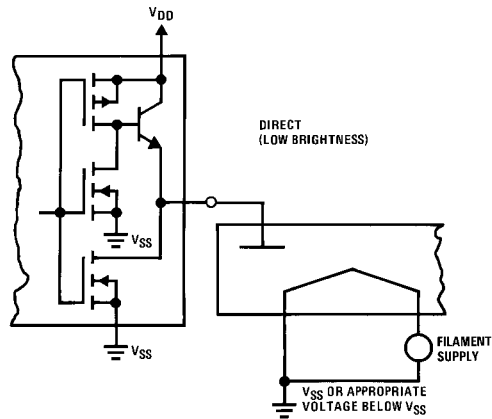 VDD
DIRECT
(LOW BRIGHTNESS)
VSS
VSS
FILAMENT
SUPPLY
VSS OR APPROPRIATE
VOLTAGE BELOW VSS